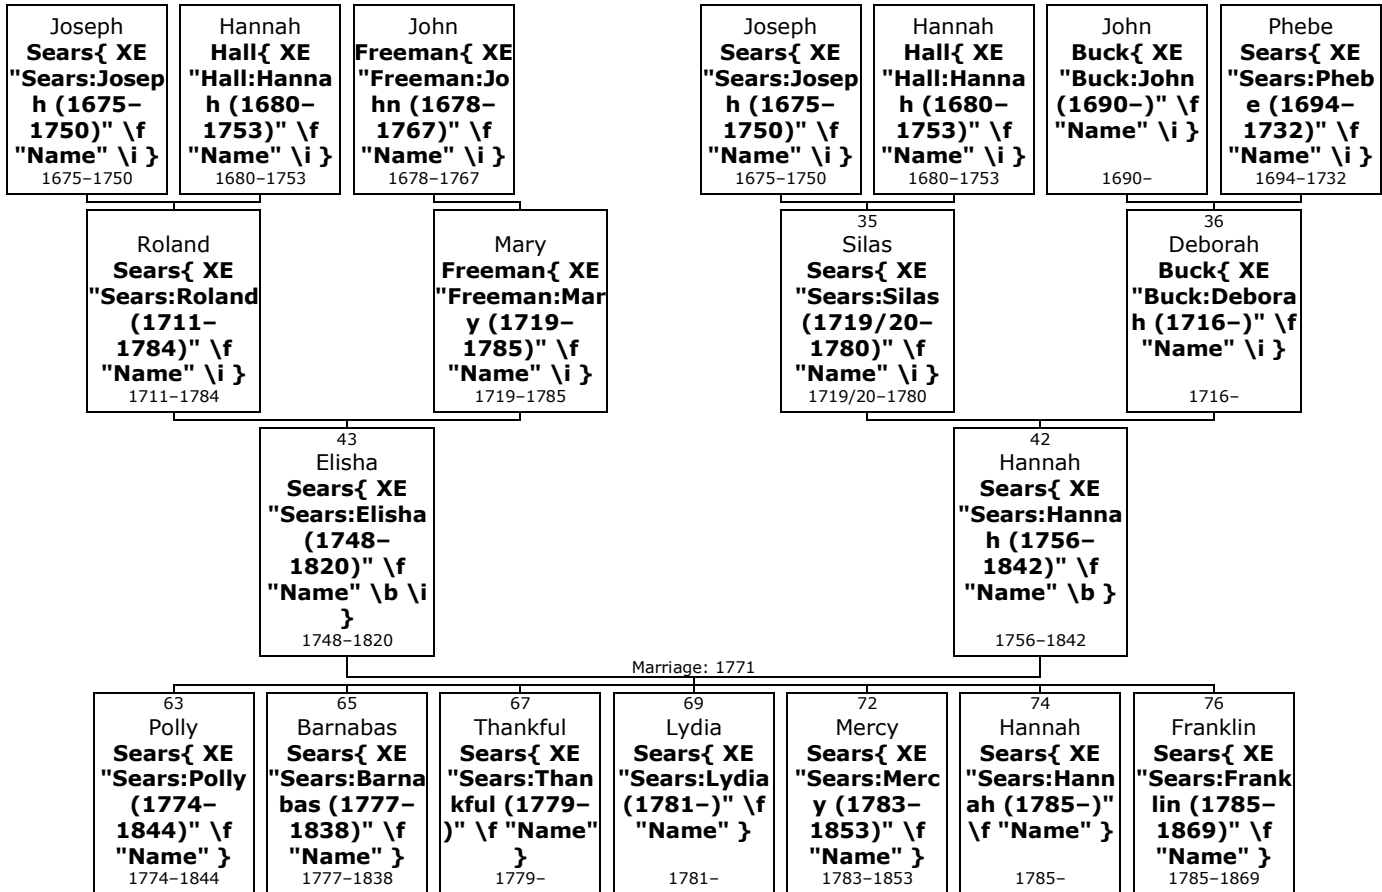 Joseph
Sears{ XE
"Sears:Josep
h (1675–
1750)" \f
"Name" \i }
1675–1750
Hannah
Hall{ XE
"Hall:Hanna
h (1680–
1753)" \f
"Name" \i }
1680–1753
John
Freeman{ XE
"Freeman:Jo
hn (1678–
1767)" \f
"Name" \i }
1678–1767
Joseph
Sears{ XE
"Sears:Josep
h (1675–
1750)" \f
"Name" \i }
1675–1750
Hannah
Hall{ XE
"Hall:Hanna
h (1680–
1753)" \f
"Name" \i }
1680–1753
John
Buck{ XE
"Buck:John
(1690–)" \f
"Name" \i }
1690–
Phebe
Sears{ XE
"Sears:Pheb
e (1694–
1732)" \f
"Name" \i }
1694–1732
Roland
Sears{ XE
"Sears:Roland
(1711–
1784)" \f
"Name" \i }
1711–1784
Mary
Freeman{ XE
"Freeman:Mar
y (1719–
1785)" \f
"Name" \i }
1719–1785
35
Silas
Sears{ XE
"Sears:Silas
(1719/20–
1780)" \f
"Name" \i }
1719/20–1780
36
Deborah
Buck{ XE
"Buck:Debora
h (1716–)" \f
"Name" \i }
1716–
43
Elisha
Sears{ XE
"Sears:Elisha
(1748–
1820)" \f
"Name" \b \i
}
1748–1820
42
Hannah
Sears{ XE
"Sears:Hanna
h (1756–
1842)" \f
"Name" \b }
1756–1842
Marriage: 1771
63
Polly
Sears{ XE
"Sears:Polly
(1774–
1844)" \f
"Name" }
1774–1844
65
Barnabas
Sears{ XE
"Sears:Barna
bas (1777–
1838)" \f
"Name" }
1777–1838
67
Thankful
Sears{ XE
"Sears:Than
kful (1779–
)" \f "Name"
}
1779–
69
Lydia
Sears{ XE
"Sears:Lydia
(1781–)" \f
"Name" }
1781–
72
Mercy
Sears{ XE
"Sears:Merc
y (1783–
1853)" \f
"Name" }
1783–1853
74
Hannah
Sears{ XE
"Sears:Hann
ah (1785–)"
\f "Name" }
1785–
76
Franklin
Sears{ XE
"Sears:Frank
lin (1785–
1869)" \f
"Name" }
1785–1869